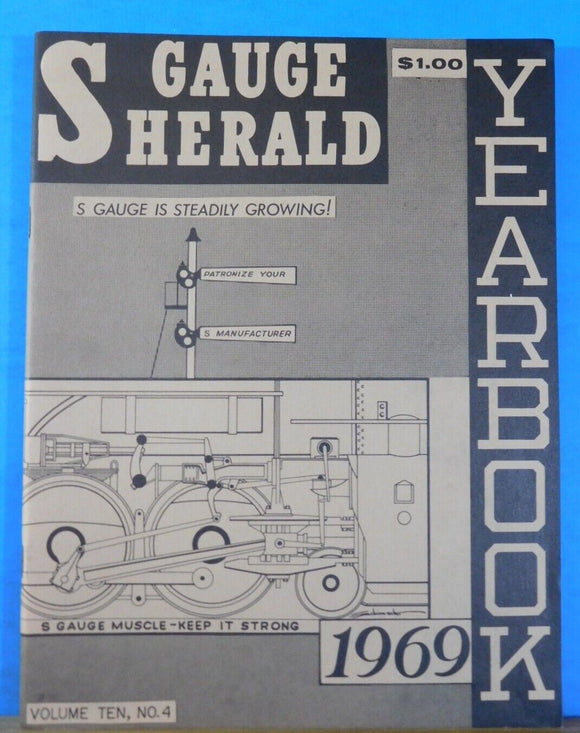 S GAUGE
HERALD
$1.00
YEARBOOK
S GAUGE IS STEADILY GROWING!
PATRONIZE YOUR
S MANUFACTURER
S GAUGE MUSCLE-KEEP IT STRONG
1969
VOLUME TEN, NO. 4